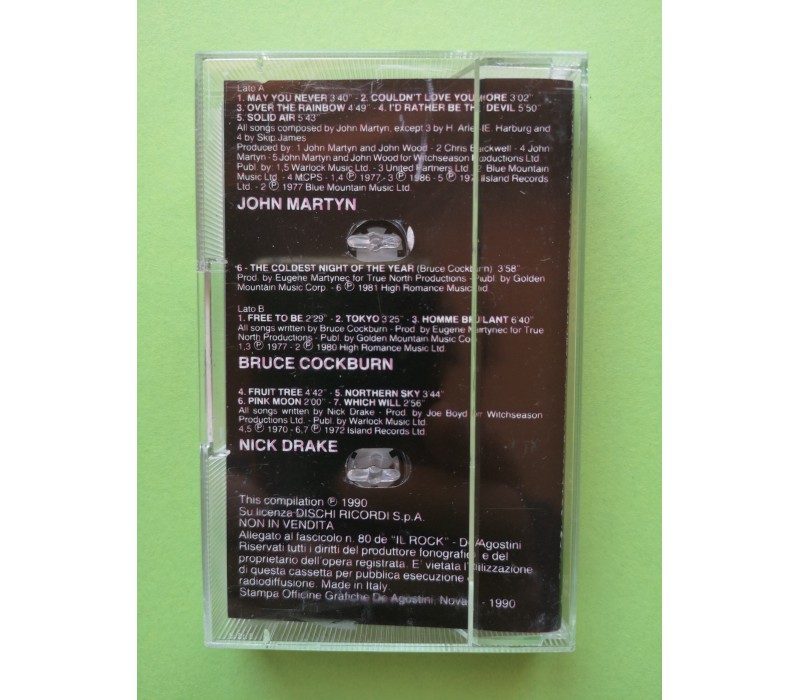 Lato A
1. MAY YOU NEVER 3'40" - 2. COULDN'T LOVE YOU MORE 3'02"
3. OVER THE RAINBOW 4'49" - 4. I'D RATHER BE THE DEVIL 5'50"
5. SOLID AIR 5'43"
All songs composed by John Martyn, except 3 by H. Arlen-E. Harburg and
4 by Skip James
Produced by: 1 John Martyn and John Wood - 2 Chris Blackwell - 4 John
Martyn - 5 John Martyn and John Wood for Witchseason Productions Ltd.
Publ. by: 1,5 Warlock Music Ltd. - 3 United Partners Ltd. - 2 Blue Mountain
Music Ltd. - 4 MCPS - 1,4 ℗ 1977 - 3 ℗ 1986 - 5 ℗ Island Records
Ltd. - 2 ℗ 1977 Blue Mountain Music Ltd.
JOHN MARTYN
6 - THE COLDEST NIGHT OF THE YEAR (Bruce Cockburn) 3'58"
Prod. by Eugene Martynec for True North Productions - Publ. by Golden
Mountain Music Corp. - 6 ℗ 1981 High Romance Music Ltd.
Lato B
1. FREE TO BE 2'29" - 2. TOKYO 3'25" - 3. HOMME BRULANT 6'40"
All songs written by Bruce Cockburn - Prod. by Eugene Martynec for True
North Productions - Publ. by Golden Mountain Music Co
1,3 ℗ 1977 - 2 ℗ 1980 High Romance Music Ltd.
BRUCE COCKBURN
4. FRUIT TREE 4'42" - 5. NORTHERN SKY 3'44"
6. PINK MOON 2'00" - 7. WHICH WILL 2'56"
All songs written by Nick Drake - Prod. by Joe Boyd for Witchseason
Productions Ltd. - Publ. by Warlock Music Ltd.
4,5 ℗ 1970 - 6,7 ℗ 1972 Island Records Ltd.
NICK DRAKE
This compilation ℗ 1990
Su licenza DISCHI RICORDI S.p.A.
NON IN VENDITA
Allegato al fascicolo n. 80 de "IL ROCK" - De Agostini
Riservati tutti i diritti del produttore fonografico e del
proprietario dell'opera registrata. E' vietata l'utilizzazione
di questa cassetta per pubblica esecuzione e
radiodiffusione. Made in Italy
Stampa Officine Grafiche De Agostini, Novara - 1990